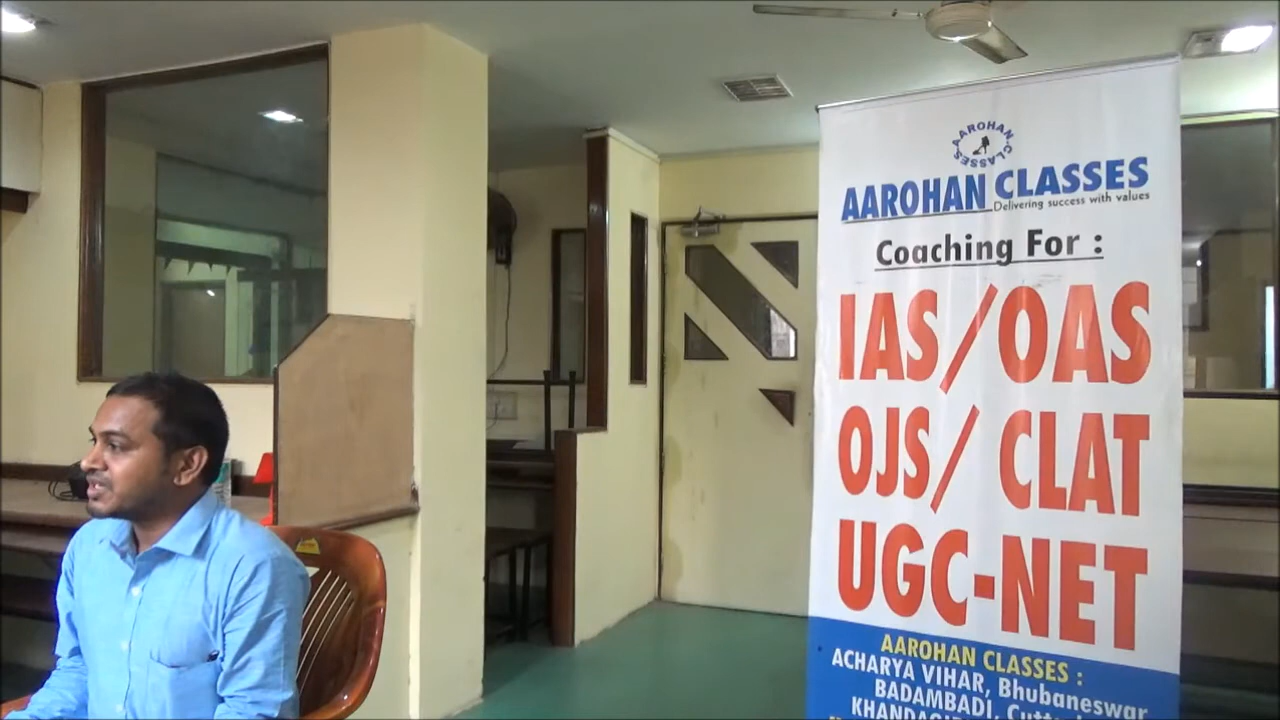 AAROHAN CLASSES
AAROHAN CLASSES
Delivering success with values
Coaching For :
IAS/OAS
OJS/ CLAT
UGC-NET
AAROHAN CLASSES :
ACHARYA VIHAR, Bhubaneswar
BADAMBADI,